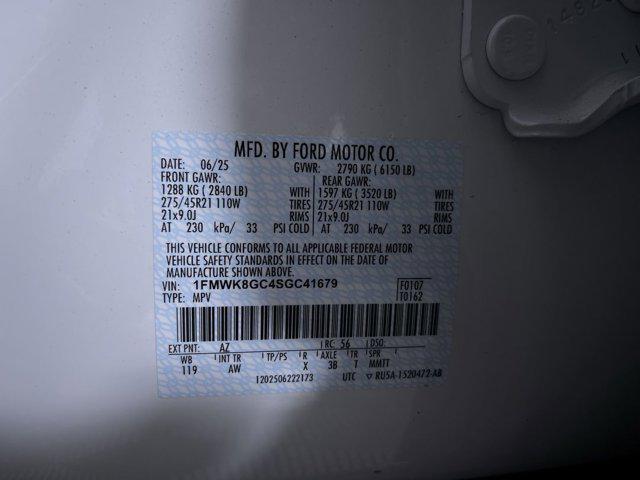 MFD. BY FORD MOTOR CO.
DATE: 06/25 GVWR: 2790 KG ( 6150 LB)
FRONT GAWR: REAR GAWR:
1288 KG ( 2840 LB) WITH 1597 KG ( 3520 LB) WITH
275/45R21 110W TIRES 275/45R21 110W TIRES
21x9.0J RIMS 21x9.0J RIMS
AT 230 kPa/ 33 PSI COLD AT 230 kPa/ 33 PSI COLD
THIS VEHICLE CONFORMS TO ALL APPLICABLE FEDERAL MOTOR
VEHICLE SAFETY STANDARDS IN EFFECT ON THE DATE OF
MANUFACTURE SHOWN ABOVE.
VIN: 1FMWK8GC4SGC41679 F0107
TYPE: MPV T0162
EXT PNT: AZ RC: 56 DSO:
WB INT TR TP/PS R AXLE TR SPR
119 AW X 3B T MMTT
1202506222173 UTC ▽ RU5A-1520472-AB